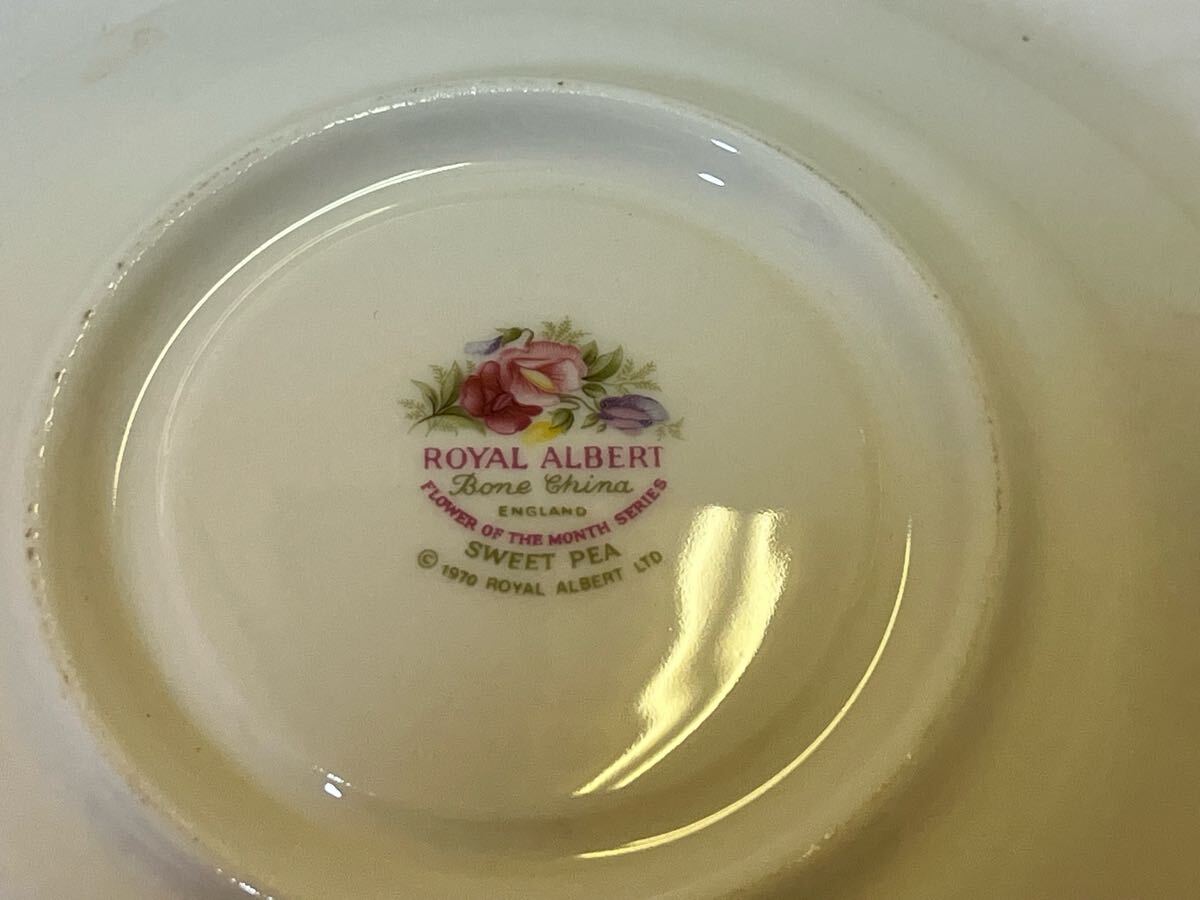 ROYAL ALBERT
Bone China
ENGLAND
FLOWER OF THE MONTH SERIES
SWEET PEA
© 1970 ROYAL ALBERT LTD